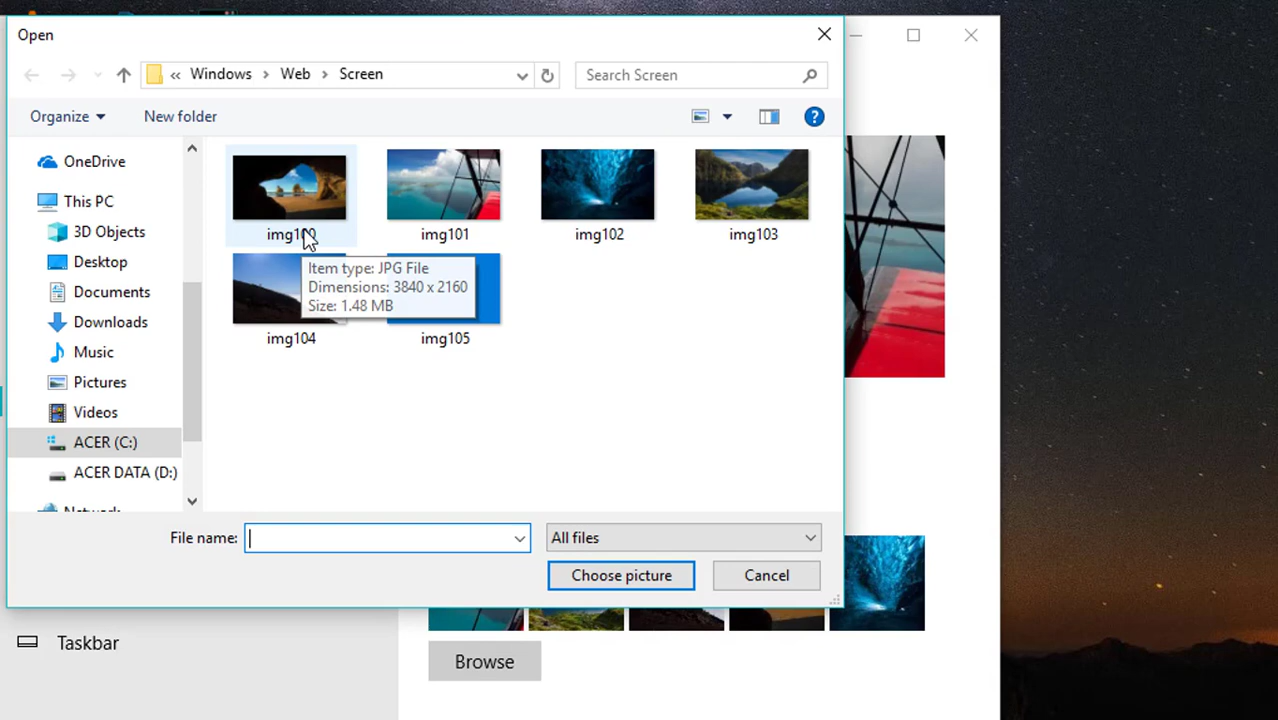 Open
« Windows › Web › Screen
Search Screen
Organize
New folder
OneDrive
This PC
3D Objects
Desktop
Documents
Downloads
Music
Pictures
Videos
ACER (C:)
ACER DATA (D:)
img101
img102
img103
Item type: JPG File
Dimensions: 3840 x 2160
Size: 1.48 MB
img104
img105
File name:
All files
Choose picture
Cancel
Taskbar
Browse